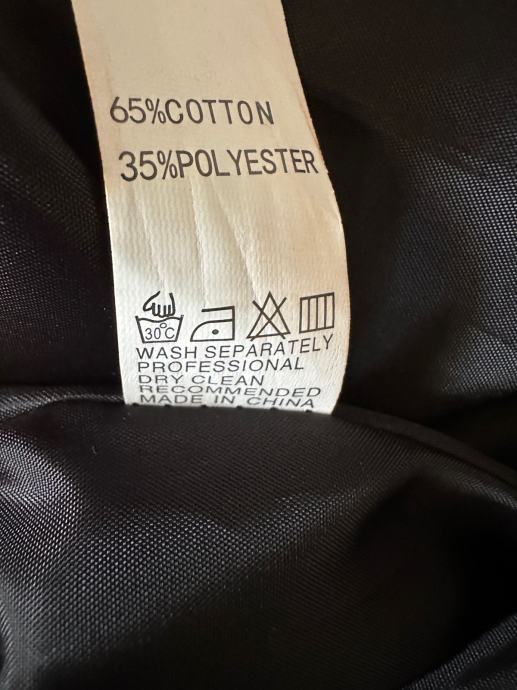 65%COTTON
35%POLYESTER
30°C
WASH SEPARATELY
PROFESSIONAL
DRY CLEAN
RECOMMENDED
MADE IN CHINA